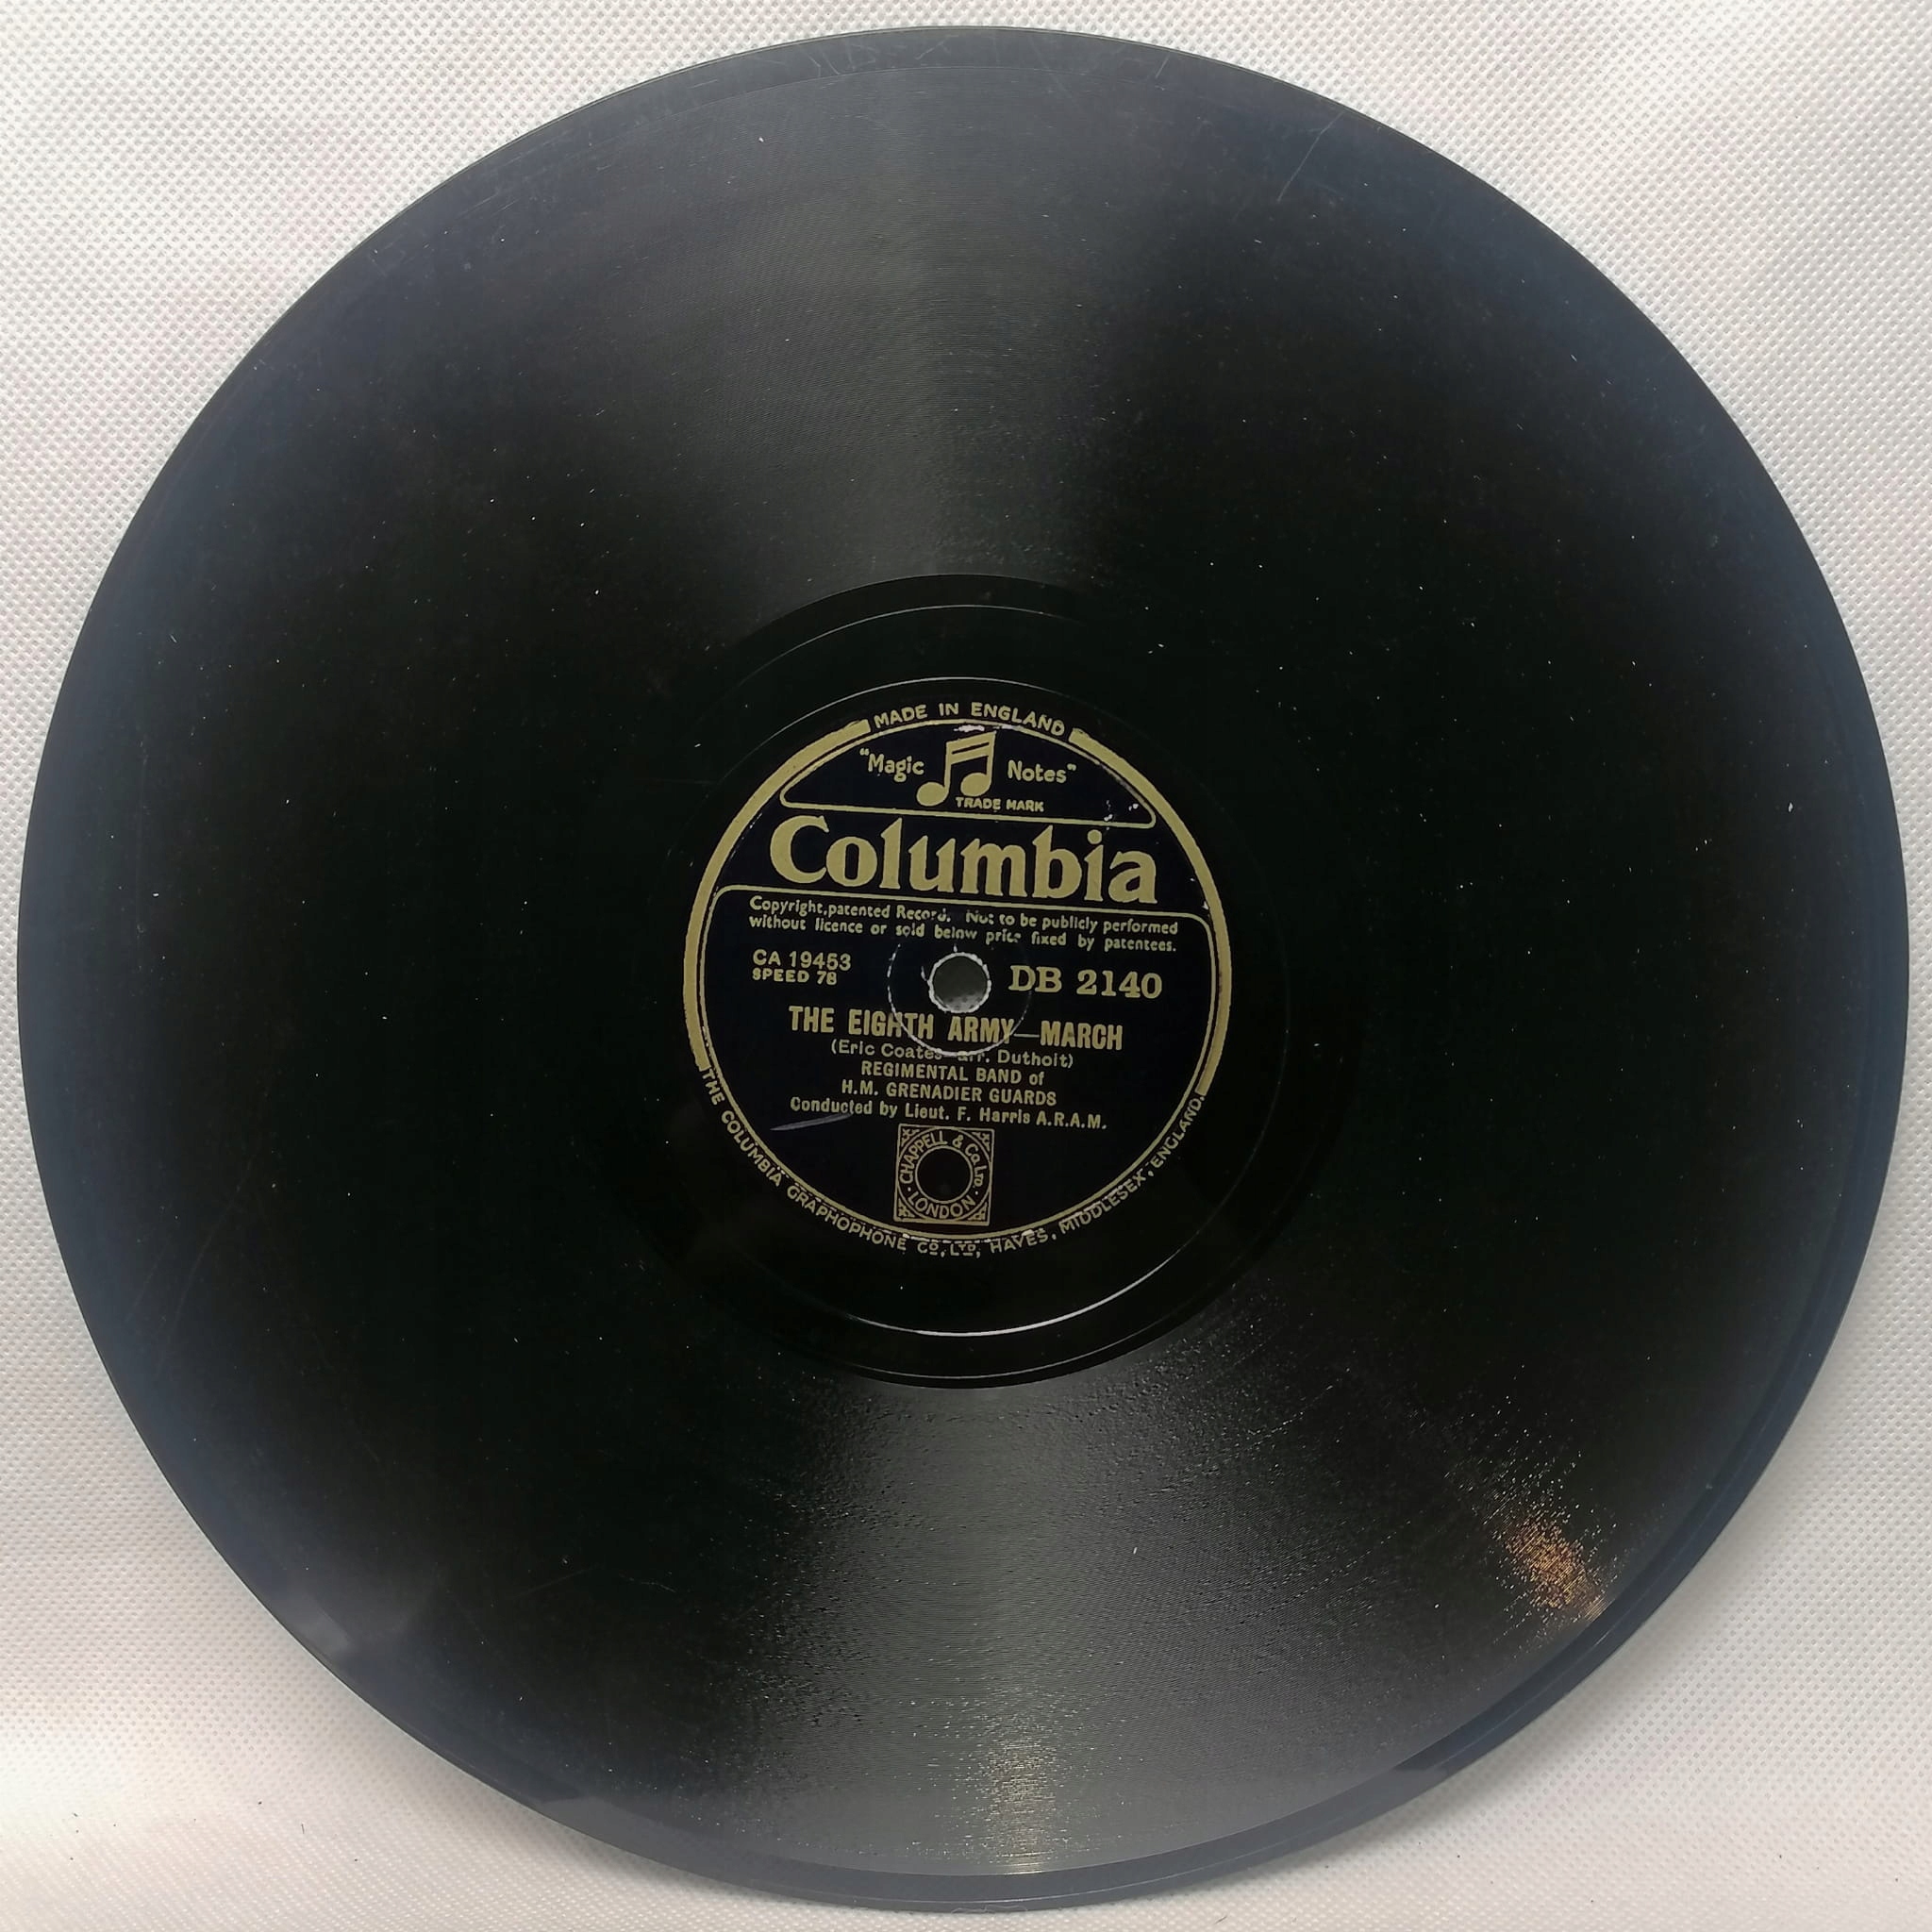 MADE IN ENGLAND
"Magic Notes"
TRADE MARK
Columbia
Copyright, patented Record. Not to be publicly performed
without licence or sold below price fixed by patentees.
CA 19453
SPEED 78
DB 2140
THE EIGHTH ARMY—MARCH
(Eric Coates—arr. Duthoit)
REGIMENTAL BAND of
H.M. GRENADIER GUARDS
Conducted by Lieut. F. Harris A.R.A.M.
CHAPPELL & Co. LTD.
LONDON
THE COLUMBIA GRAPHOPHONE CO, LTD, HAYES, MIDDLESEX, ENGLAND.